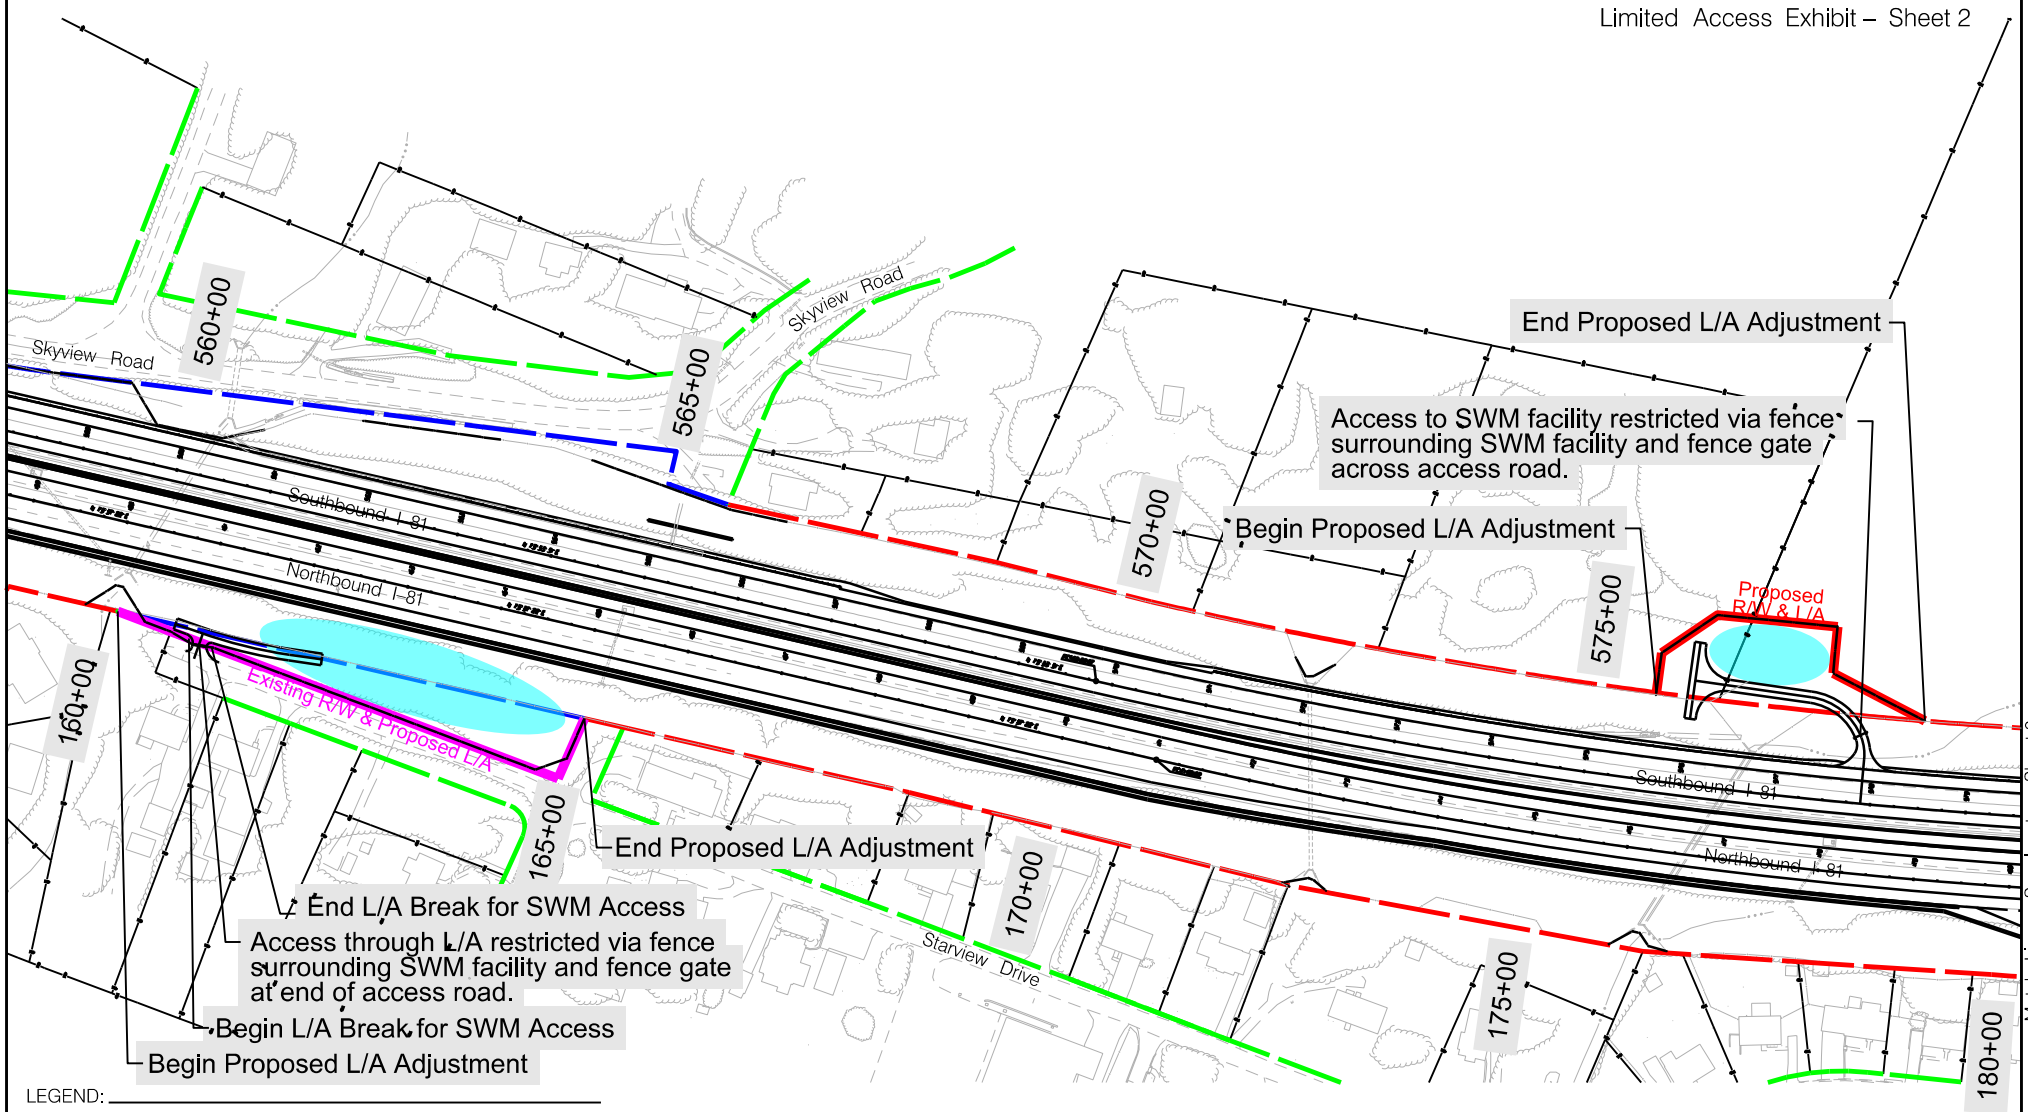 Limited Access Exhibit – Sheet 2
560+00
Skyview Road
Skyview Road
565+00
End Proposed L/A Adjustment
Access to SWM facility restricted via fence
surrounding SWM facility and fence gate
across access road.
570+00
Begin Proposed L/A Adjustment
575+00
Proposed
R/W & L/A
Southbound I-81
Northbound I-81
160+00
Existing R/W & Proposed L/A
Southbound I-81
Northbound I-81
165+00
End Proposed L/A Adjustment
170+00
Starview Drive
175+00
180+00
End L/A Break for SWM Access
Access through L/A restricted via fence
surrounding SWM facility and fence gate
at end of access road.
Begin L/A Break for SWM Access
Begin Proposed L/A Adjustment
LEGEND: